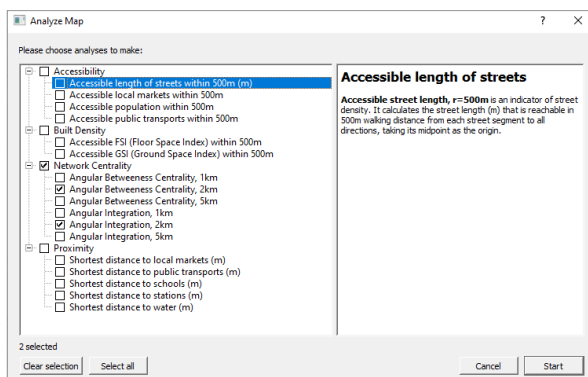 Analyze Map
Please choose analyses to make:
Accessibility
Accessible length of streets within 500m (m)
Accessible local markets within 500m
Accessible population within 500m
Accessible public transports within 500m
Built Density
Accessible FSI (Floor Space Index) within 500m
Accessible GSI (Ground Space Index) within 500m
Network Centrality
Angular Betweeness Centrality, 1km
Angular Betweeness Centrality, 2km
Angular Betweeness Centrality, 5km
Angular Integration, 1km
Angular Integration, 2km
Angular Integration, 5km
Proximity
Shortest distance to local markets (m)
Shortest distance to public transports (m)
Shortest distance to schools (m)
Shortest distance to stations (m)
Shortest distance to water (m)
Accessible length of streets
Accessible street length, r=500m is an indicator of street
density. It calculates the street length (m) that is reachable in
500m walking distance from each street segment to all
directions, taking its midpoint as the origin.
2 selected
Clear selection
Select all
Cancel
Start